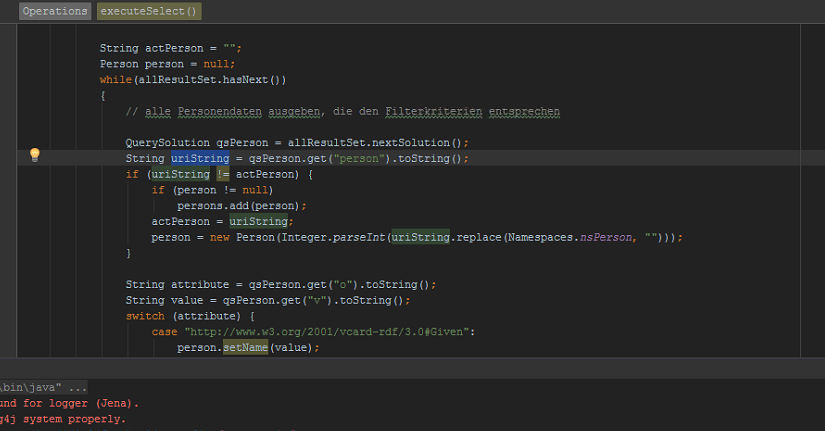 Operations executeSelect()
String actPerson = "";
Person person = null;
while(allResultSet.hasNext())
{
// alle Personendaten ausgeben, die den Filterkriterien entsprechen
QuerySolution qsPerson = allResultSet.nextSolution();
String uriString = qsPerson.get("person").toString();
if (uriString != actPerson) {
if (person != null)
persons.add(person);
actPerson = uriString;
person = new Person(Integer.parseInt(uriString.replace(Namespaces.nsPerson, "")));
}
String attribute = qsPerson.get("o").toString();
String value = qsPerson.get("v").toString();
switch (attribute) {
case "http://www.w3.org/2001/vcard-rdf/3.0#Given":
person.setName(value);
\bin\java" ...
und for logger (Jena).
g4j system properly.